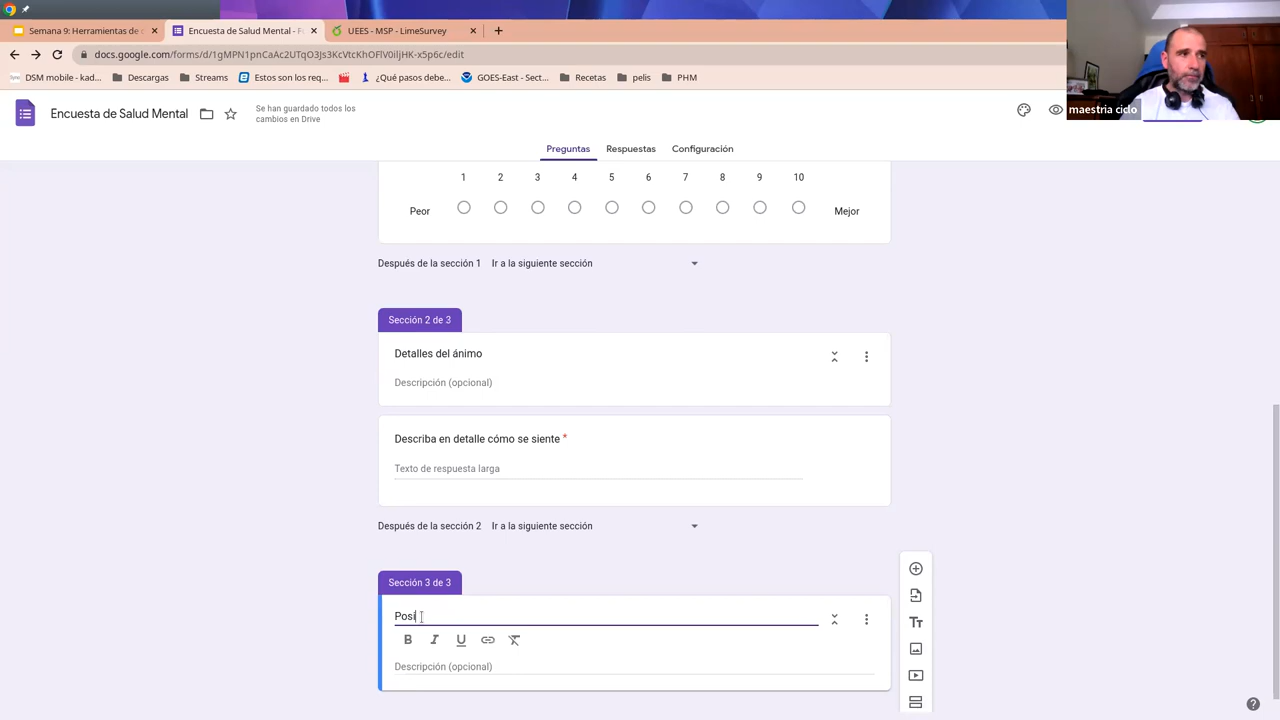 Semana 9: Herramientas de
Encuesta de Salud Mental - F
UEES - MSP - LimeSurvey
docs.google.com/forms/d/1gMPN1pnCaAc2UTqO3Js3KcVtcKhOFlV0iljHK-x5p6c/edit
DSM mobile - kad...
Descargas
Streams
Estos son los req...
¿Qué pasos debe...
GOES-East - Sect...
Recetas
pelis
PHM
maestria ciclo
Encuesta de Salud Mental
Se han guardado todos los
cambios en Drive
Preguntas
Respuestas
Configuración
1 2 3 4 5 6 7 8 9 10
Peor
Mejor
Después de la sección 1 Ir a la siguiente sección
Sección 2 de 3
Detalles del ánimo
Descripción (opcional)
Describa en detalle cómo se siente *
Texto de respuesta larga
Después de la sección 2 Ir a la siguiente sección
Sección 3 de 3
Posi
B I U
Descripción (opcional)
Tт